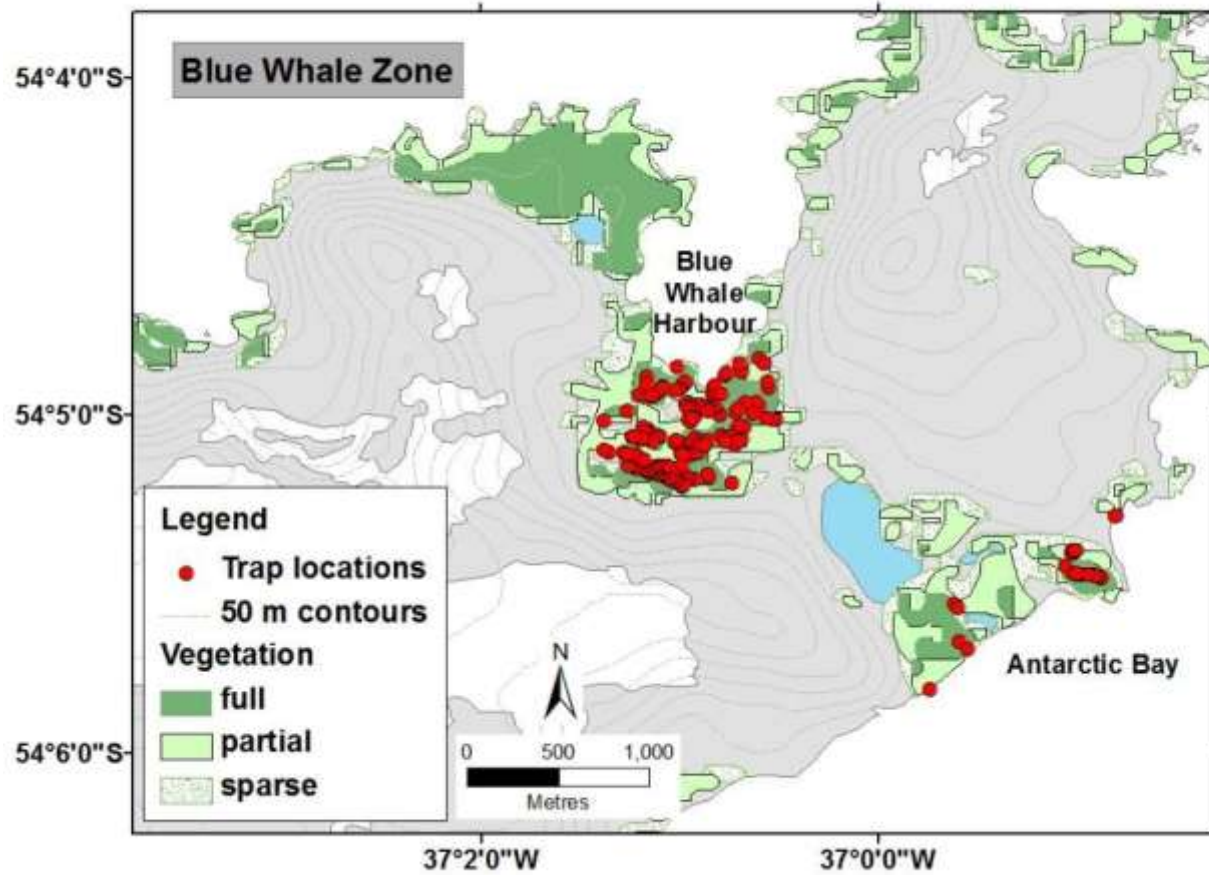 Blue Whale Zone
54°4'0"S
Blue
Whale
Harbour
54°5'0"S
Legend
Trap locations
50 m contours
Vegetation
full
partial
sparse
N
0 500 1,000
Metres
Antarctic Bay
54°6'0"S
37°2'0"W
37°0'0"W